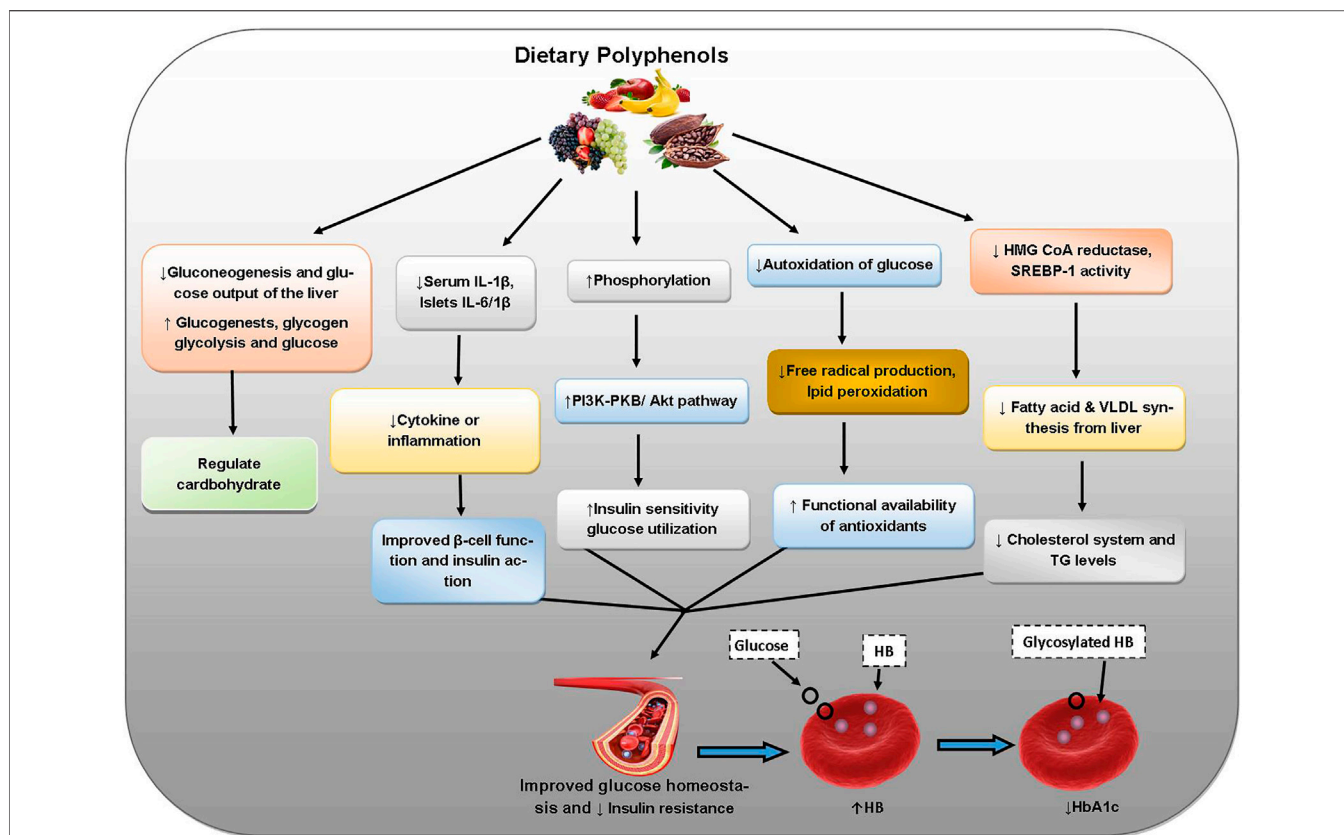 Dietary Polyphenols
↓Gluconeogenesis and glu-
cose output of the liver
↑ Glucogenests, glycogen
glycolysis and glucose
Regulate
cardbohydrate
↓Serum IL-1β,
Islets IL-6/1β
↓Cytokine or
inflammation
Improved β-cell func-
tion and insulin ac-
tion
↑Phosphorylation
↑PI3K-PKB/ Akt pathway
↑Insulin sensitivity
glucose utilization
↓Autoxidation of glucose
↓Free radical production,
lpid peroxidation
↑ Functional availability
of antioxidants
↓ HMG CoA reductase,
SREBP-1 activity
↓ Fatty acid & VLDL syn-
thesis from liver
↓ Cholesterol system and
TG levels
Glucose
HB
Glycosylated HB
Improved glucose homeosta-
sis and ↓ Insulin resistance
↑HB
↓HbA1c